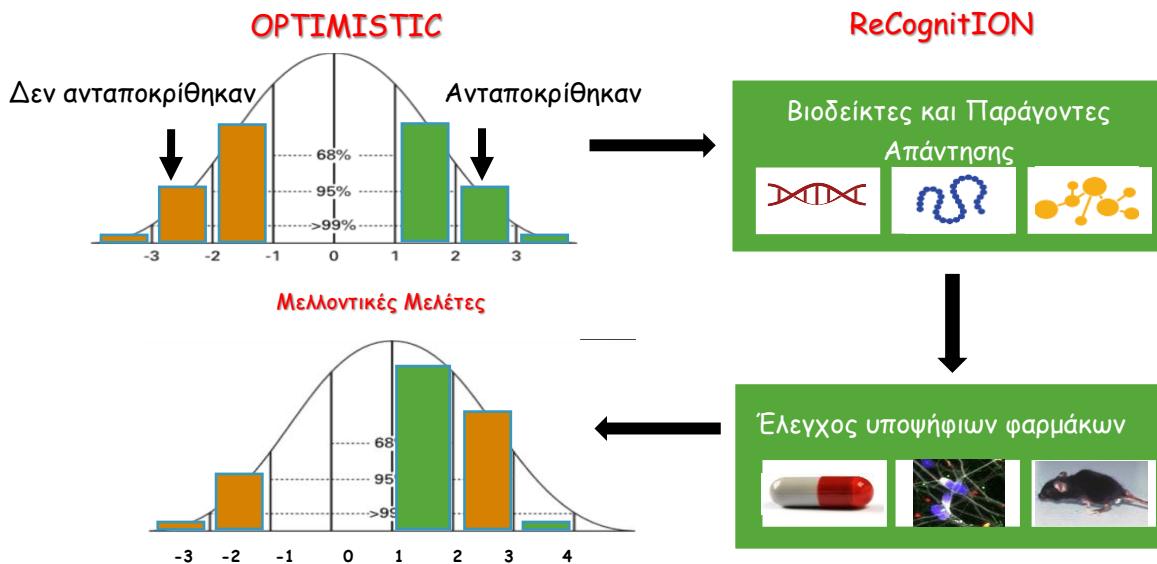 OPTIMISTIC
Δεν ανταποκρίθηκαν
Ανταποκρίθηκαν
68%
95%
>99%
-3 -2 -1 0 1 2 3
ReCognitION
Βιοδείκτες και Παράγοντες
Απάντησης
Έλεγχος υποψήφιων φαρμάκων
Μελλοντικές Μελέτες
68
95
>99
-3 -2 -1 0 1 2 3 4